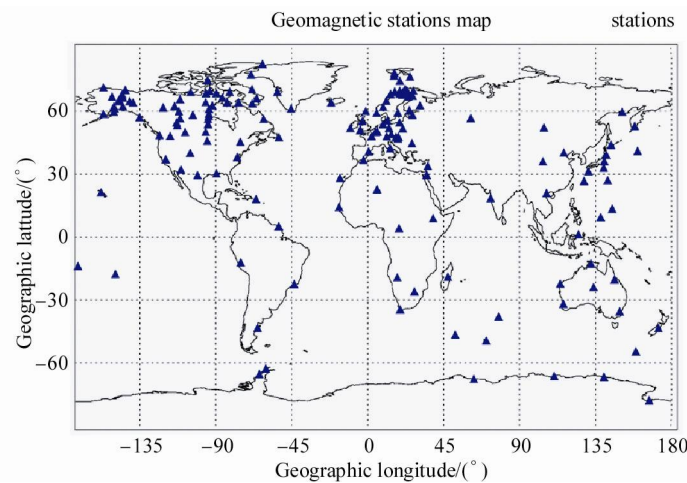 Geomagnetic stations map stations
60
30
0
−30
−60
Geographic lattude/(°)
−135 −90 −45 0 45 90 135 180
Geographic longitude/(°)